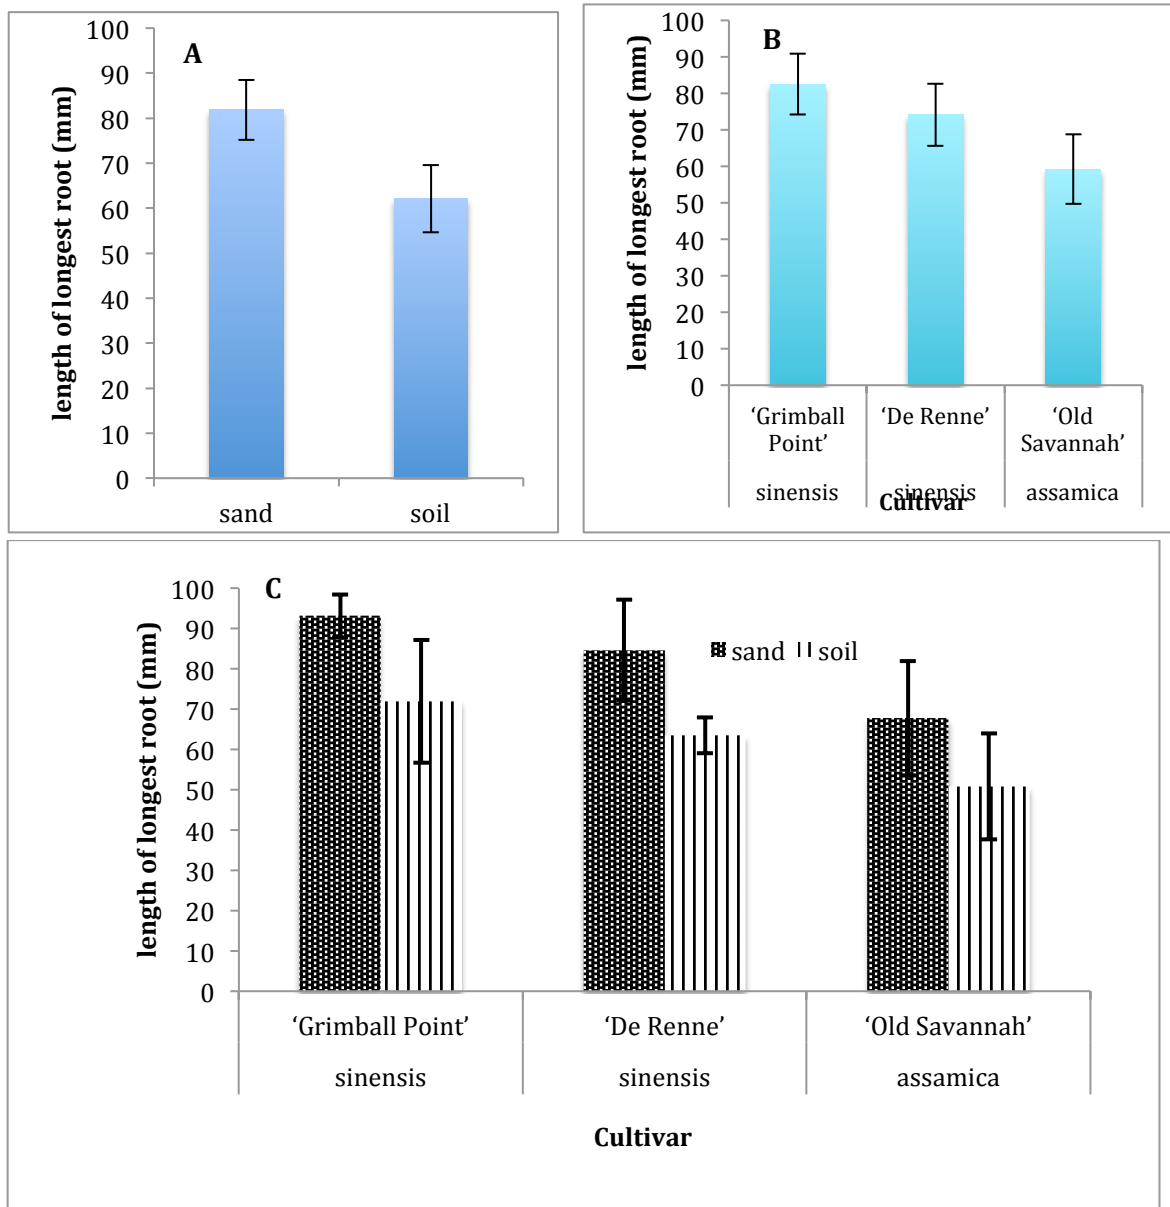 A
length of longest root (mm)
100
90
80
70
60
50
40
30
20
10
0
sand soil
B
length of longest root (mm)
100
90
80
70
60
50
40
30
20
10
0
‘Grimball Point’ ‘De Renne’ ‘Old Savannah’
sinensis sinensis assamica
Cultivar
C
length of longest root (mm)
100
90
80
70
60
50
40
30
20
10
0
sand soil
‘Grimball Point’ ‘De Renne’ ‘Old Savannah’
sinensis sinensis assamica
Cultivar